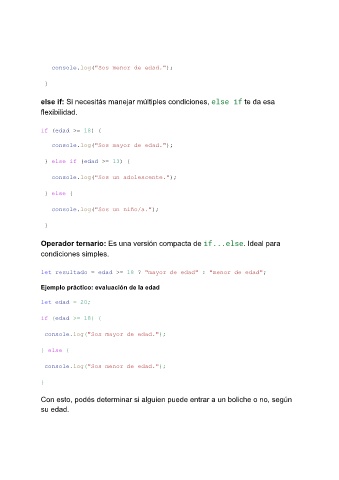 console.log("Sos menor de edad.");
}
else if: Si necesitás manejar múltiples condiciones, else if te da esa
flexibilidad.
if (edad >= 18) {
console.log("Sos mayor de edad.");
} else if (edad >= 13) {
console.log("Sos un adolescente.");
} else {
console.log("Sos un niño/a.");
}
Operador ternario: Es una versión compacta de if...else. Ideal para
condiciones simples.
let resultado = edad >= 18 ? "mayor de edad" : "menor de edad";
Ejemplo práctico: evaluación de la edad
let edad = 20;
if (edad >= 18) {
console.log("Sos mayor de edad.");
} else {
console.log("Sos menor de edad.");
}
Con esto, podés determinar si alguien puede entrar a un boliche o no, según
su edad.